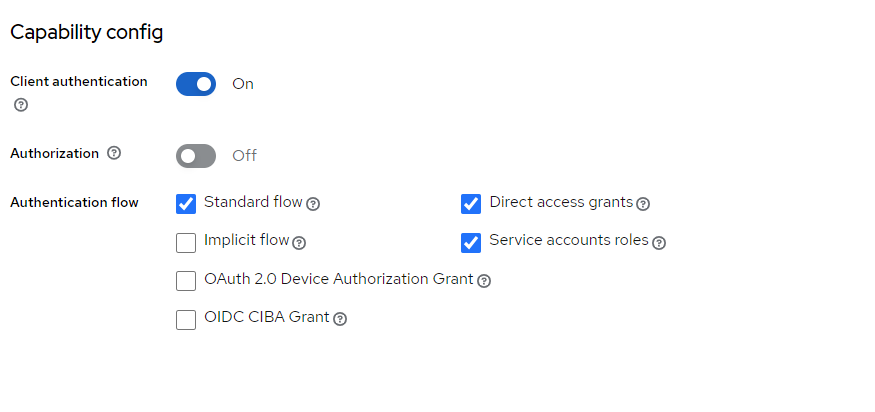 Capability config
Client authentication
On
Authorization
Off
Authentication flow
Standard flow
Direct access grants
Implicit flow
Service accounts roles
OAuth 2.0 Device Authorization Grant
OIDC CIBA Grant